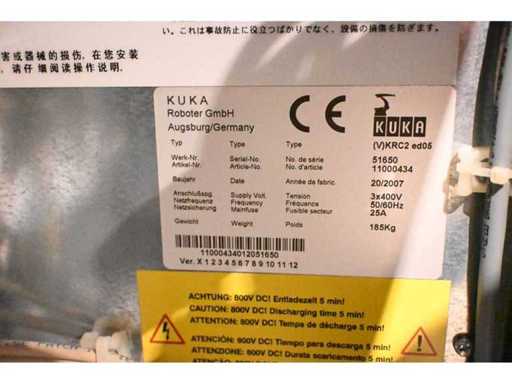 い。これは事故防止に役立つばかりでなく、設備の損傷を防ぎます。
害或器械的损伤，在您安装
请仔 细阅读操作说明.
KUKA
Roboter GmbH
Augsburg/Germany
CE
KUKA
Typ Type Type (V)KRC2 ed05
Werk-Nr. Serial-No. No. de série 51650
Artikel-Nr. Article-No. No. d'article 11000434
Baujahr Date Année de fabric. 20/2007
Anschlußspg. Supply Volt. Tension 3x400V
Netzfrequenz Frequency Fréquence 50/60Hz
Netzsicherung Mainfuse Fusible secteur 25A
Gewicht Weight Poids 185Kg
11000434012051650
Ver. X 1 2 3 4 5 6 7 8 9 10 11 12
ACHTUNG: 800V DC! Entladezeit 5 min!
CAUTION: 800V DC! Discharging time 5 min!
ATTENTION: 800V DC! Temps de décharge 5 min!
ATENCIÓN: 800V DC! Tiempo para descarga 5 min!
ATTENZIONE: 800V DC! Durata scaricamento 5 min!